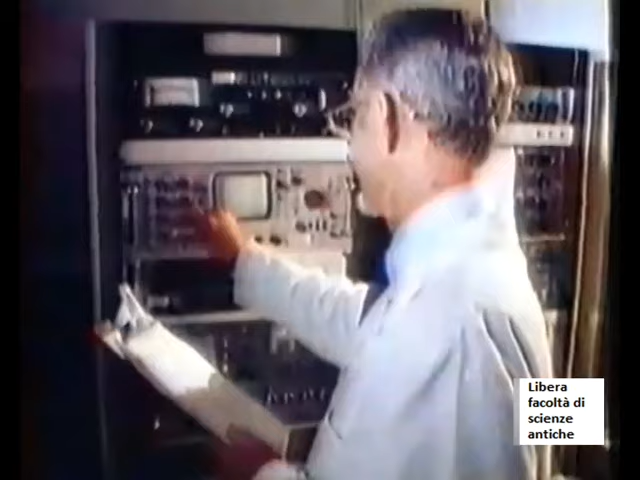 Libera
facoltà di
scienze
antiche